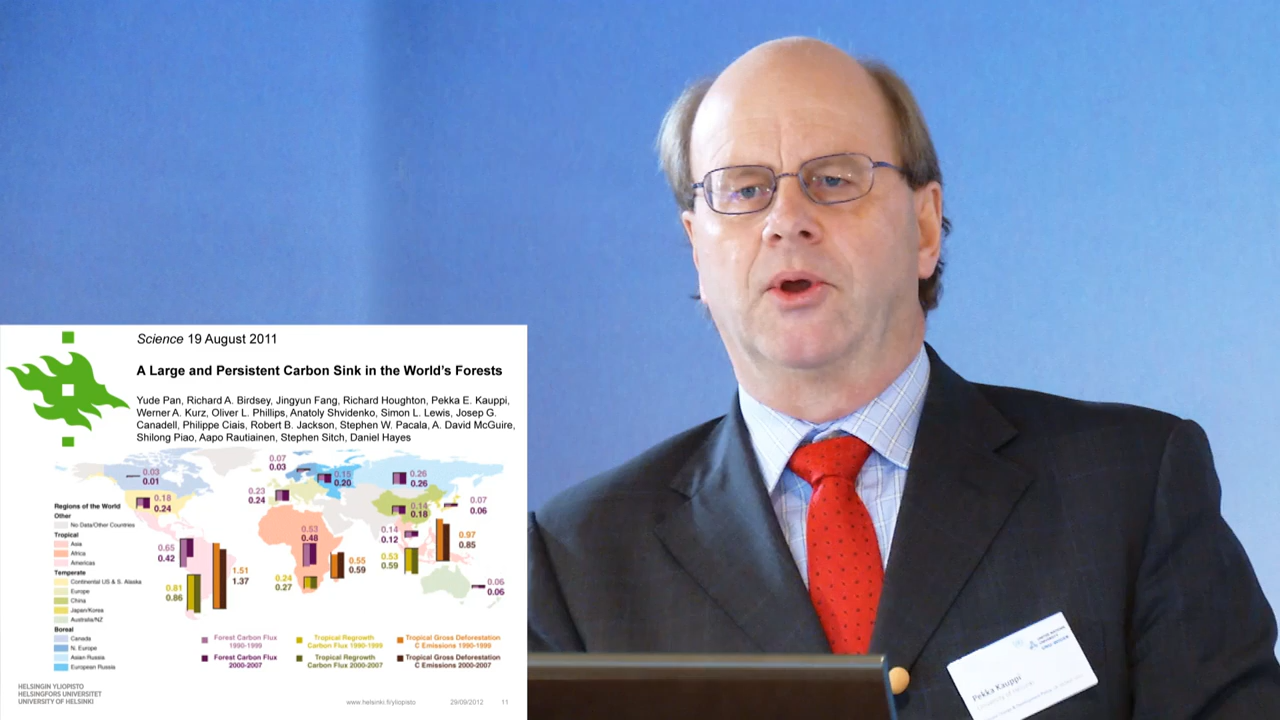 Science 19 August 2011
A Large and Persistent Carbon Sink in the World's Forests
Yude Pan, Richard A. Birdsey, Jingyun Fang, Richard Houghton, Pekka E. Kauppi,
Werner A. Kurz, Oliver L. Phillips, Anatoly Shvidenko, Simon L. Lewis, Josep G.
Canadell, Philippe Ciais, Robert B. Jackson, Stephen W. Pacala, A. David McGuire,
Shilong Piao, Aapo Rautiainen, Stephen Sitch, Daniel Hayes
0.03
0.01
0.07
0.03
0.15
0.20
0.26
0.26
0.18
0.24
0.23
0.24
0.14
0.18
0.07
0.06
0.65
0.42
0.53
0.48
0.14
0.12
0.97
0.85
1.51
1.37
0.55
0.59
0.53
0.59
0.81
0.86
0.24
0.27
0.06
0.06
Regions of the World
Other
No Data/Other Countries
Tropical
Asia
Africa
Americas
Temperate
Continental US & S. Alaska
Europe
China
Japan/Korea
Australia/NZ
Boreal
Canada
N. Europe
Asian Russia
European Russia
Forest Carbon Flux
1990-1999
Forest Carbon Flux
2000-2007
Tropical Regrowth
Carbon Flux 1990-1999
Tropical Regrowth
Carbon Flux 2000-2007
Tropical Gross Deforestation
C Emissions 1990-1999
Tropical Gross Deforestation
C Emissions 2000-2007
HELSINGIN YLIOPISTO
HELSINGFORS UNIVERSITET
UNIVERSITY OF HELSINKI
www.helsinki.fi/yliopisto
29/09/2012
11
UNITED NATIONS
UNIVERSITY
UNU-WIDER
Pekka Kauppi
University of Helsinki